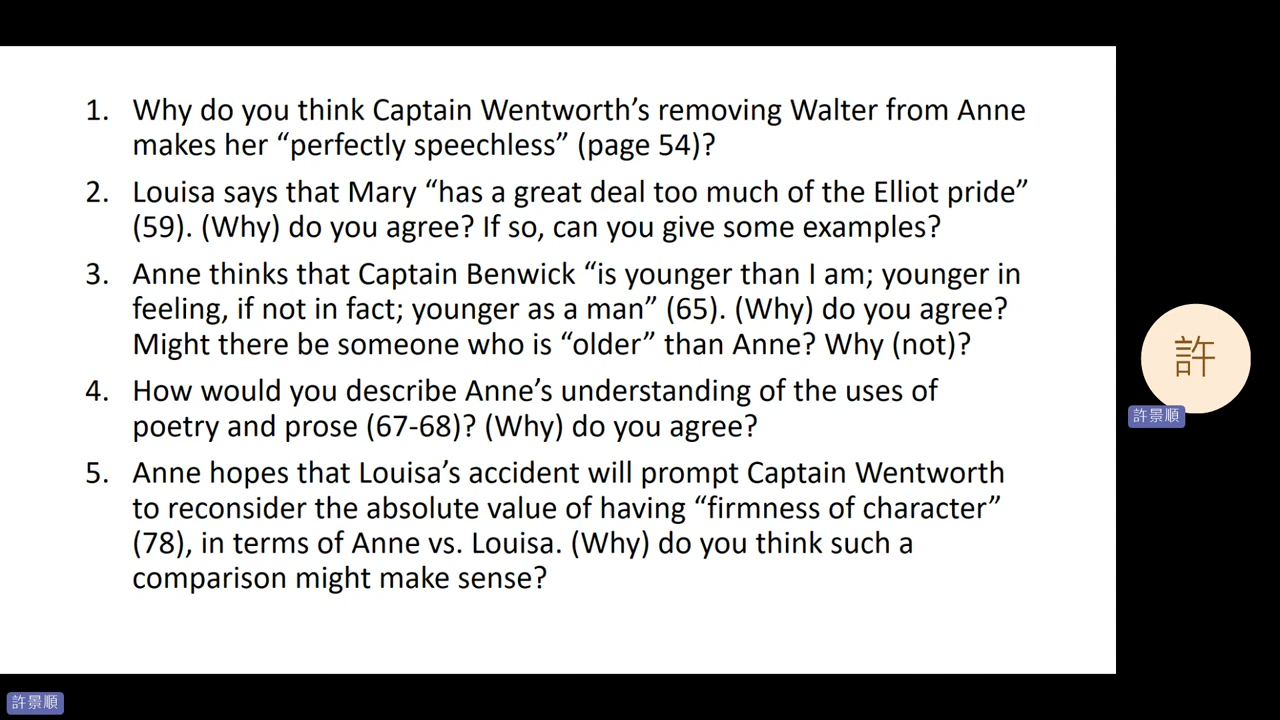 1. Why do you think Captain Wentworth’s removing Walter from Anne
makes her “perfectly speechless” (page 54)?
2. Louisa says that Mary “has a great deal too much of the Elliot pride”
(59). (Why) do you agree? If so, can you give some examples?
3. Anne thinks that Captain Benwick “is younger than I am; younger in
feeling, if not in fact; younger as a man” (65). (Why) do you agree?
Might there be someone who is “older” than Anne? Why (not)?
4. How would you describe Anne’s understanding of the uses of
poetry and prose (67-68)? (Why) do you agree?
5. Anne hopes that Louisa’s accident will prompt Captain Wentworth
to reconsider the absolute value of having “firmness of character”
(78), in terms of Anne vs. Louisa. (Why) do you think such a
comparison might make sense?
許
許景順
許景順